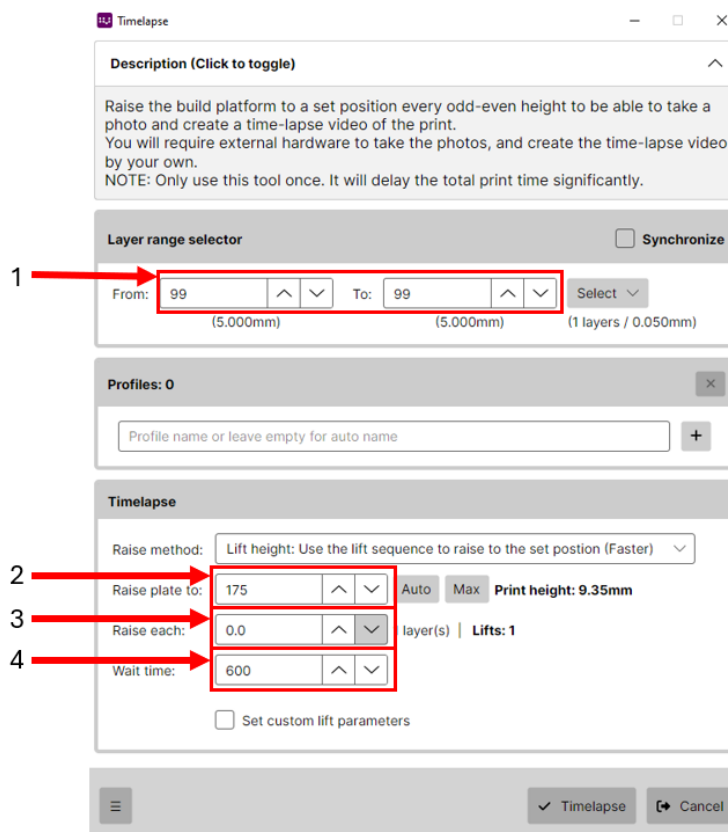 Timelapse
Description (Click to toggle)
Raise the build platform to a set position every odd-even height to be able to take a
photo and create a time-lapse video of the print.
You will require external hardware to take the photos, and create the time-lapse video
by your own.
NOTE: Only use this tool once. It will delay the total print time significantly.
Layer range selector Synchronize
1 From: 99 To: 99 Select
(5.000mm) (5.000mm) (1 layers / 0.050mm)
Profiles: 0
Profile name or leave empty for auto name +
Timelapse
Raise method: Lift height: Use the lift sequence to raise to the set postion (Faster)
2 Raise plate to: 175 Auto Max Print height: 9.35mm
3 Raise each: 0.0 layer(s) | Lifts: 1
4 Wait time: 600
Set custom lift parameters
Timelapse Cancel